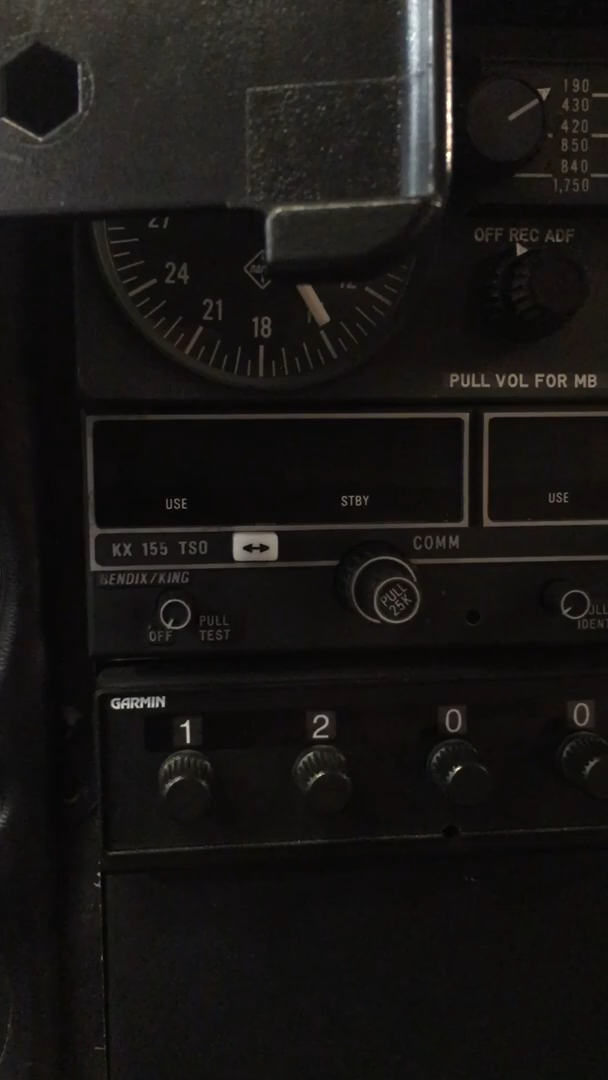 190
430
420
850
840
1,750
OFF REC ADF
27
24
21
18
12
PULL VOL FOR MB
USE STBY USE
KX 155 TSO COMM
BENDIX/KING
PULL
25K
OFF PULL
TEST
IDENT
GARMIN
1 2 0 0